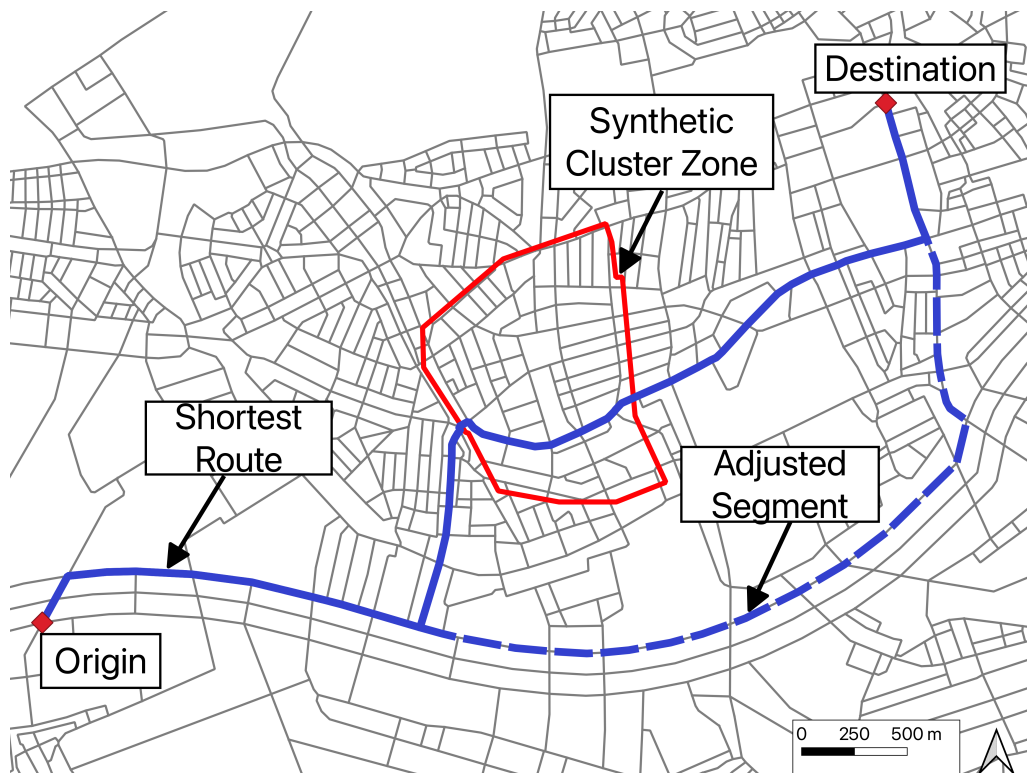 Destination
Synthetic
Cluster Zone
Shortest
Route
Adjusted
Segment
Origin
0 250 500 m